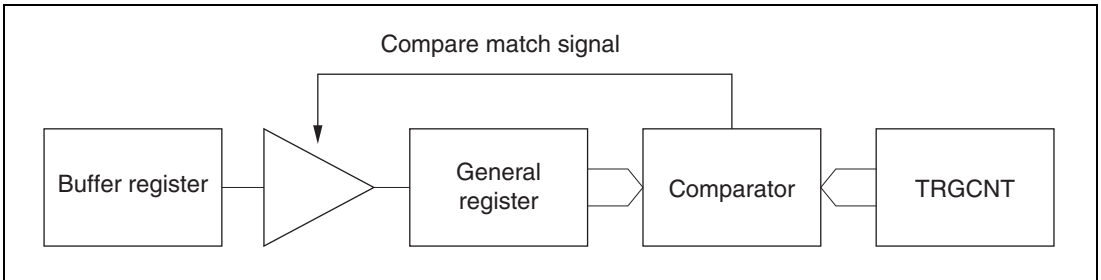 Compare match signal
Buffer register
General
register
Comparator
TRGCNT